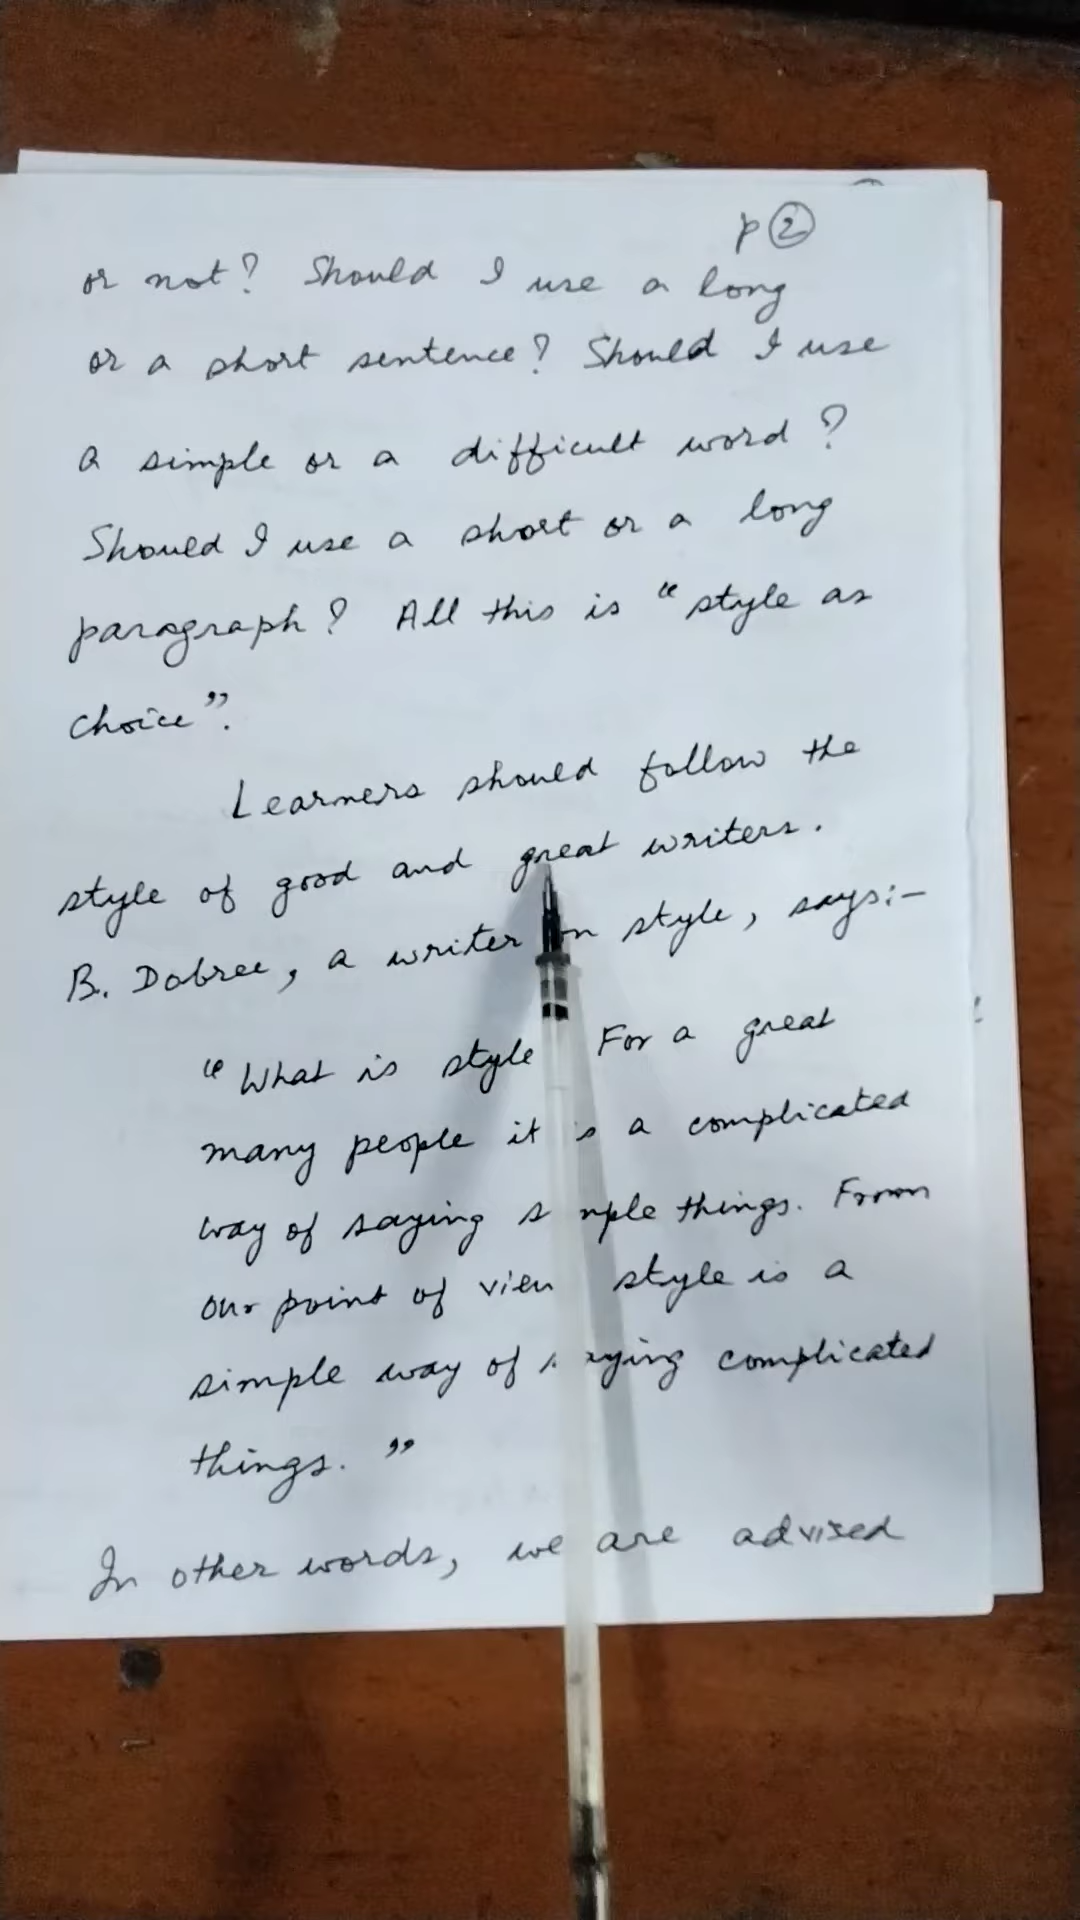 p 2
or not? Should I use a long
or a short sentence? Should I use
a simple or a difficult word?
Should I use a short or a long
paragraph? All this is "style as
choice".
Learners should follow the
style of good and great writers.
B. Dobree, a writer on style, says:-
"What is style For a great
many people it is a complicated
way of saying simple things. From
our point of view style is a
simple way of saying complicated
things."
In other words, we are advised